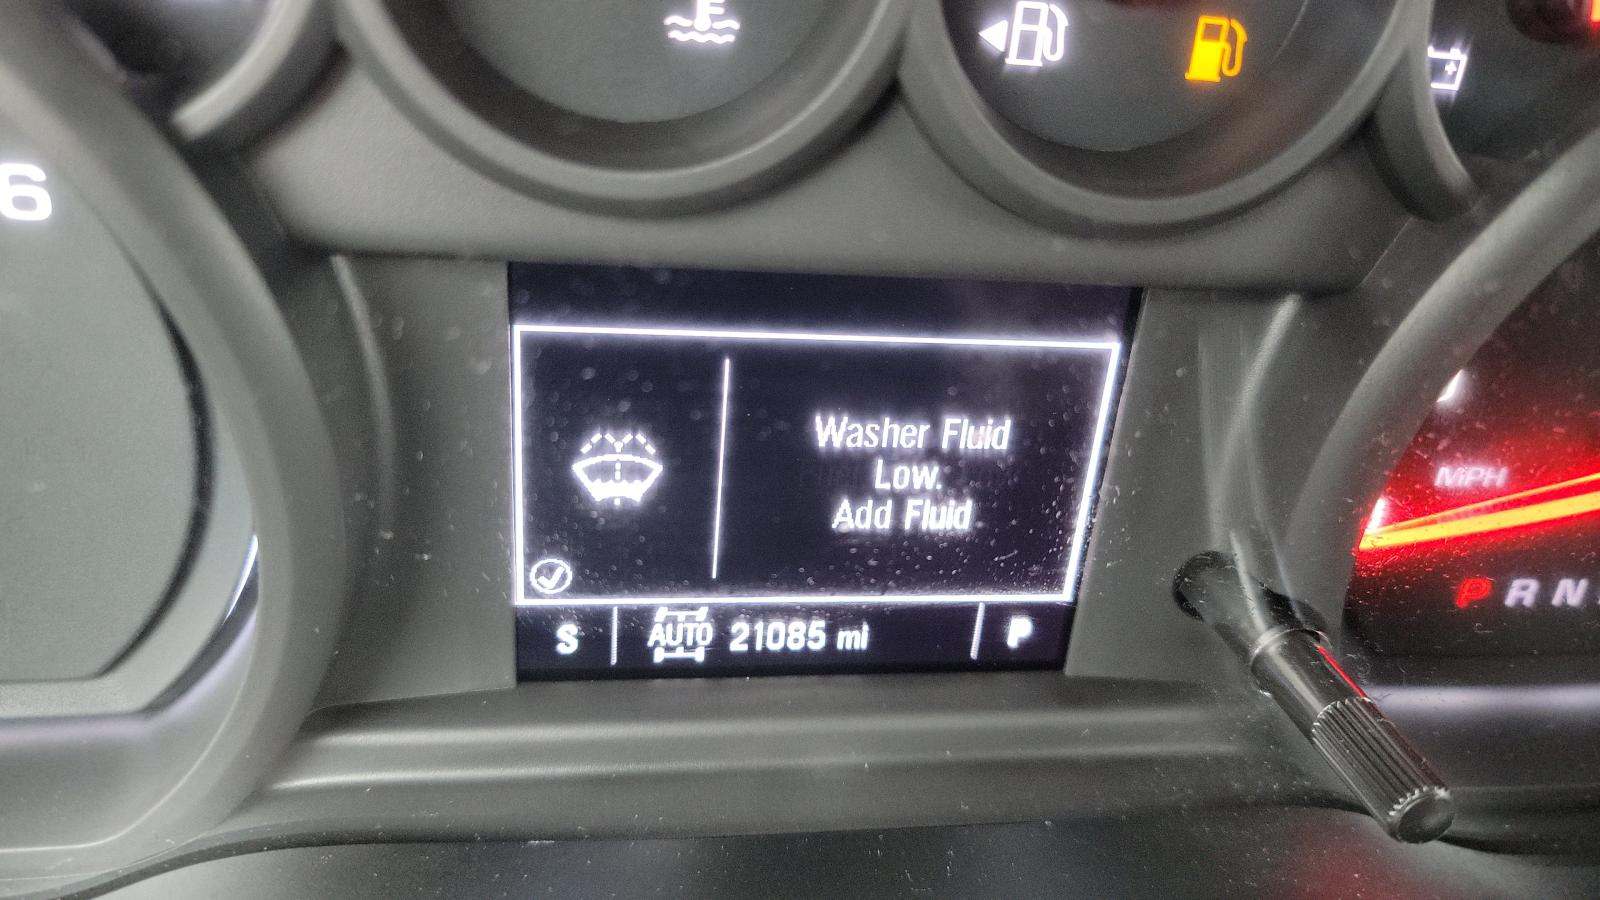 6
Washer Fluid
Low.
Add Fluid
MPH
P R N
S AUTO 21085 mi P